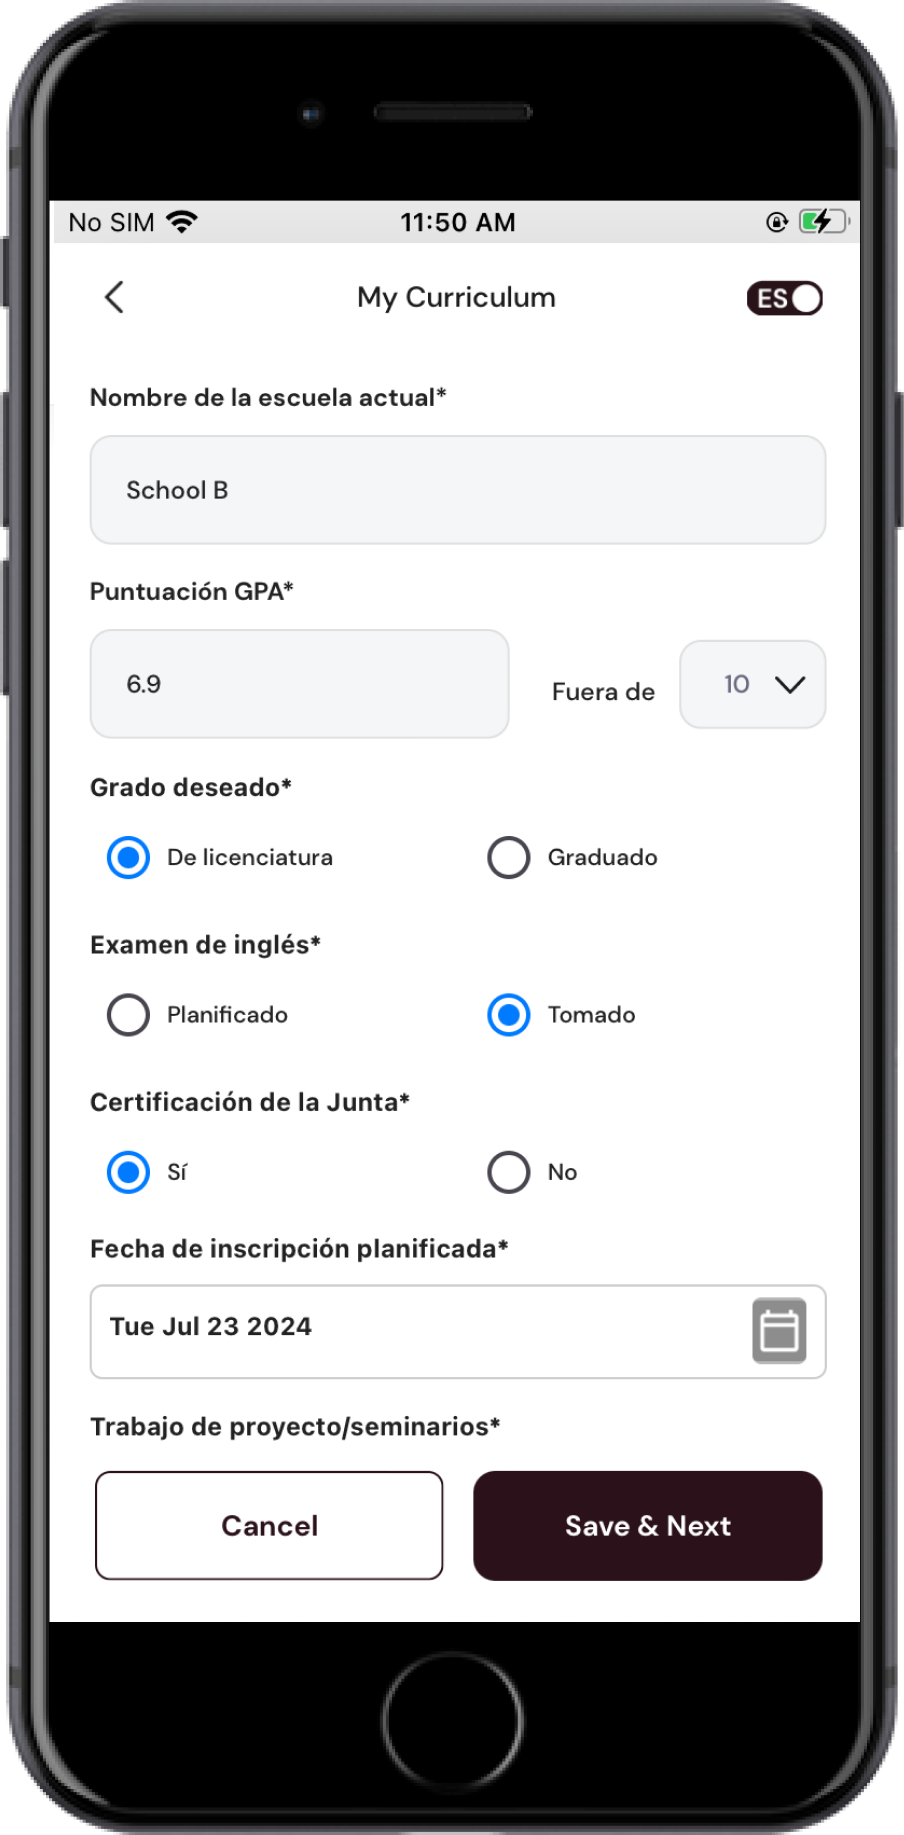 No SIM 11:50 AM
My Curriculum ES
Nombre de la escuela actual*
School B
Puntuación GPA*
6.9 Fuera de 10
Grado deseado*
De licenciatura Graduado
Examen de inglés*
Planificado Tomado
Certificación de la Junta*
Sí No
Fecha de inscripción planificada*
Tue Jul 23 2024
Trabajo de proyecto/seminarios*
Cancel Save & Next